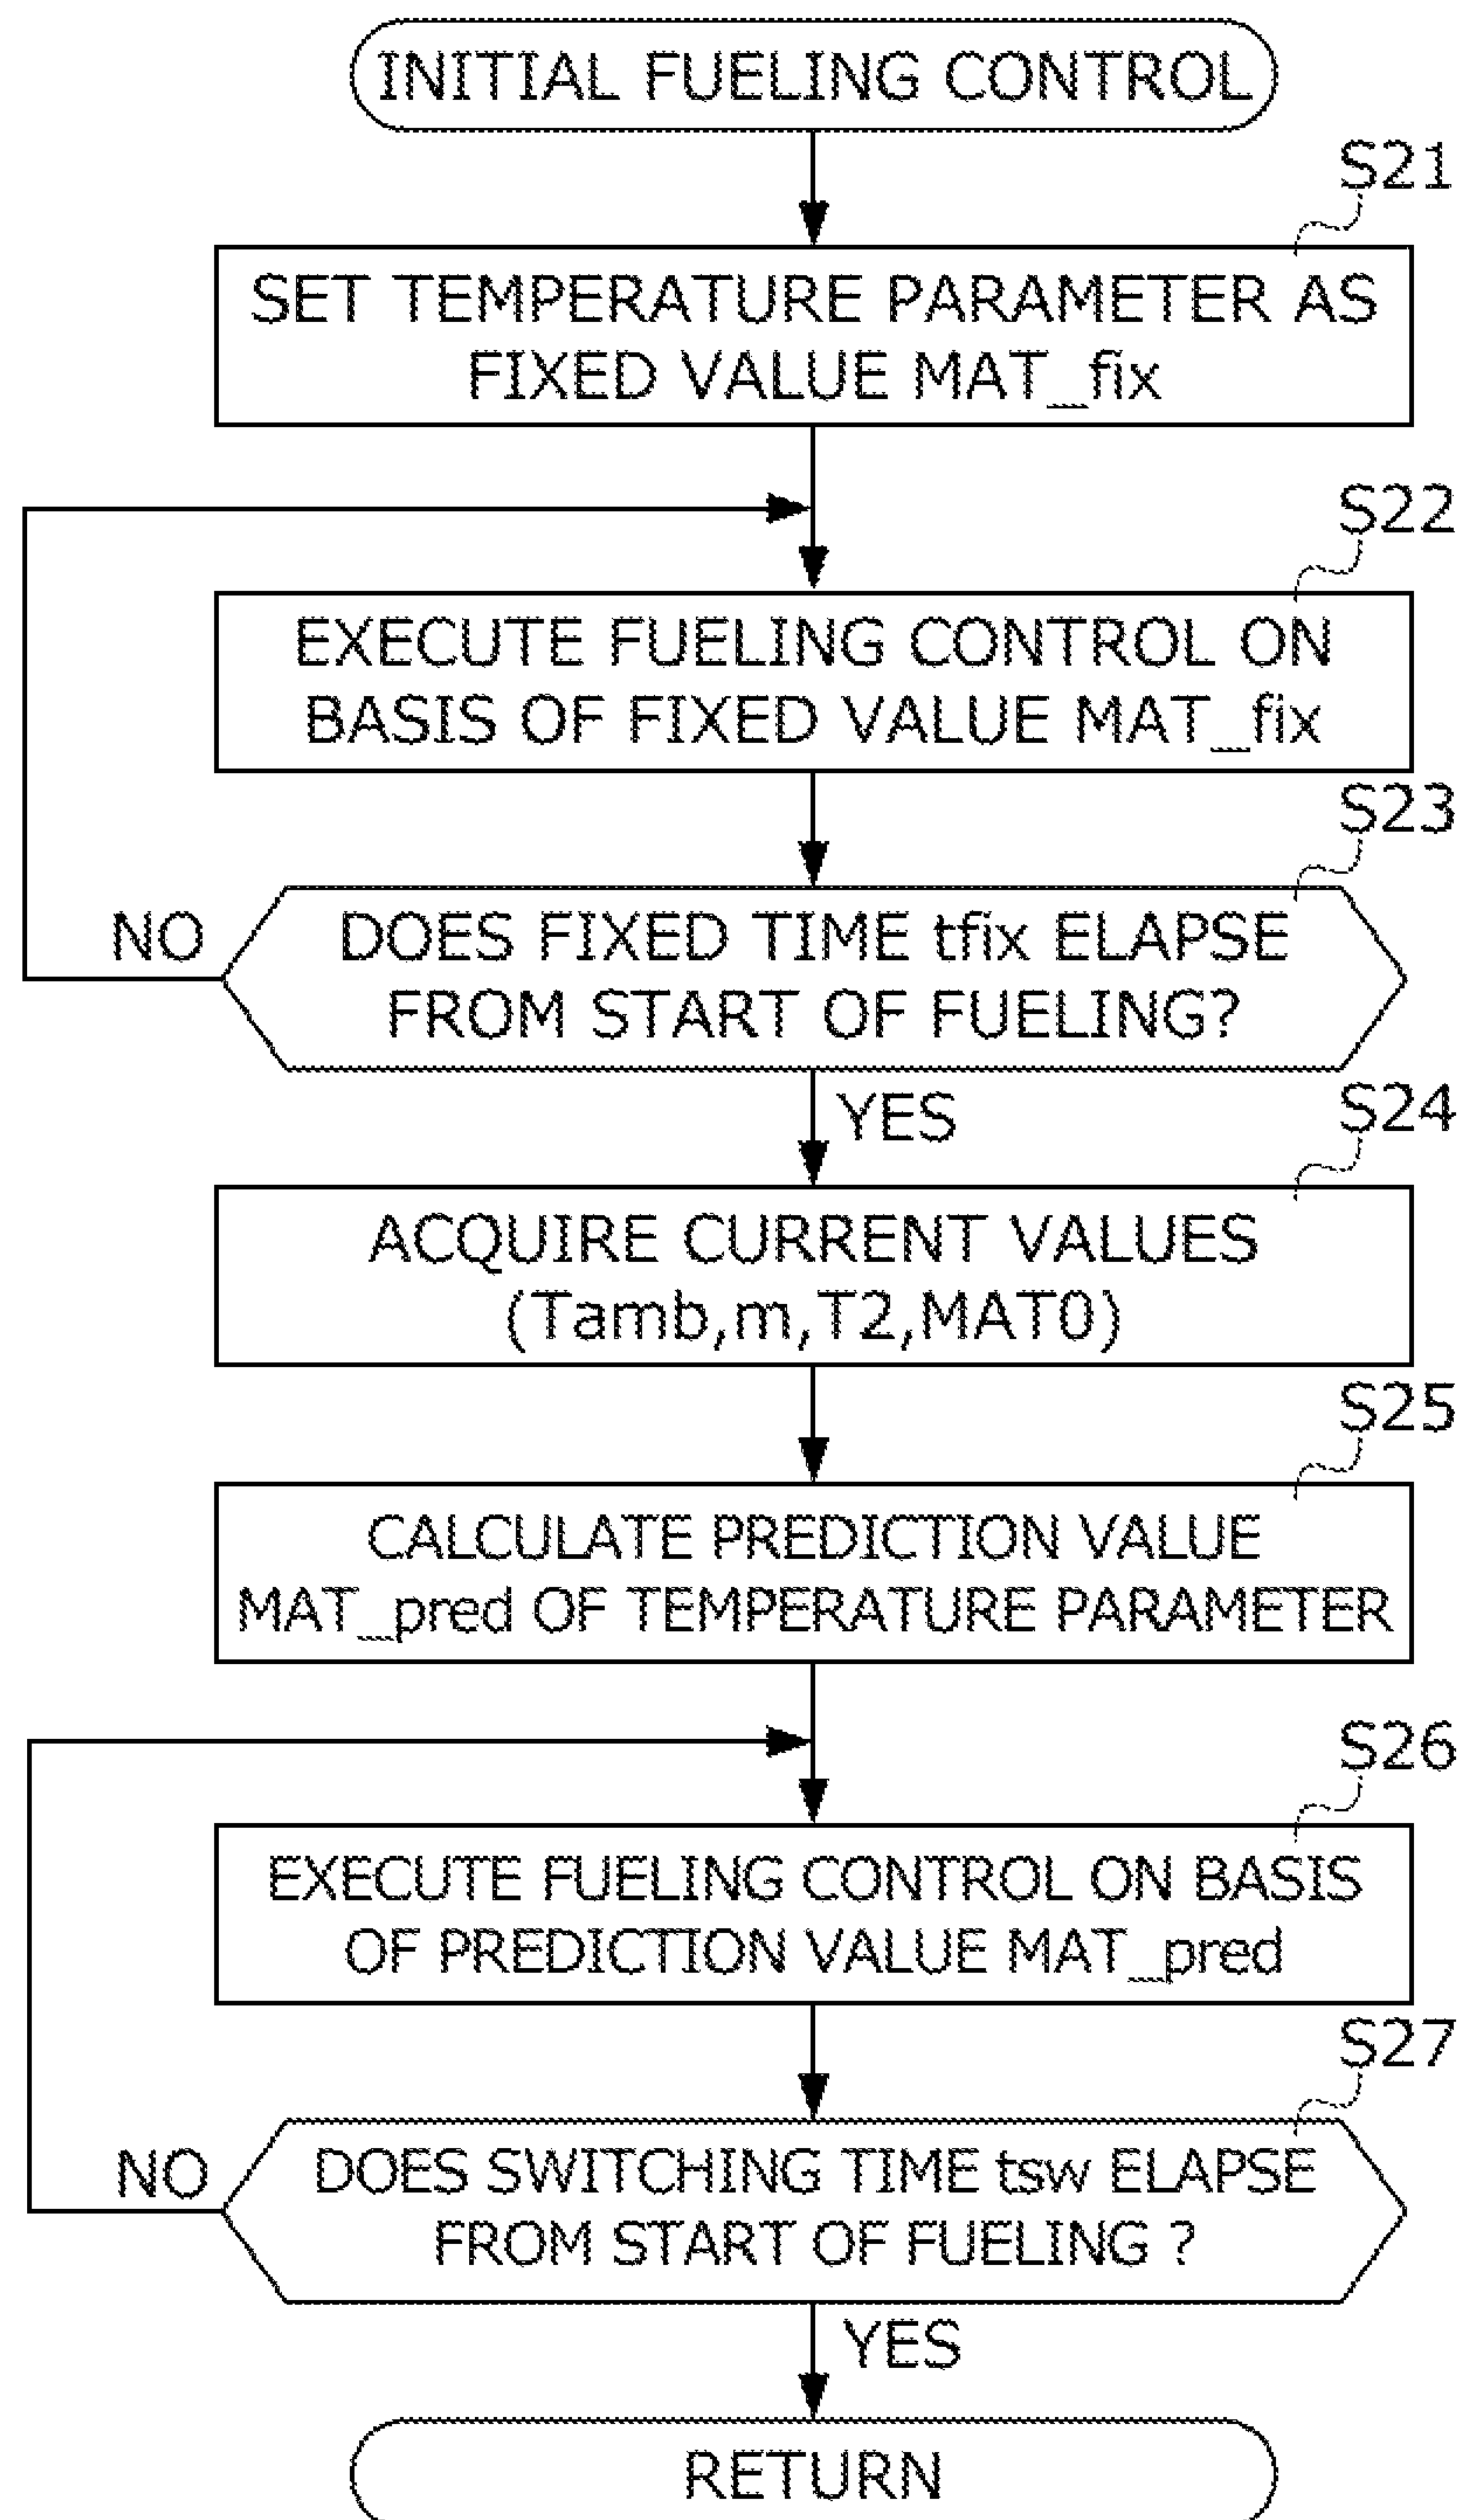 INITIAL FUELING CONTROL
S21
SET TEMPERATURE PARAMETER AS
FIXED VALUE MAT_fix
S22
EXECUTE FUELING CONTROL ON
BASIS OF FIXED VALUE MAT_fix
S23
NO
DOES FIXED TIME tfix ELAPSE
FROM START OF FUELING?
YES
S24
ACQUIRE CURRENT VALUES
(Tamb,m,T2,MAT0)
S25
CALCULATE PREDICTION VALUE
MAT_pred OF TEMPERATURE PARAMETER
S26
EXECUTE FUELING CONTROL ON BASIS
OF PREDICTION VALUE MAT_pred
S27
NO
DOES SWITCHING TIME tsw ELAPSE
FROM START OF FUELING ?
YES
RETURN